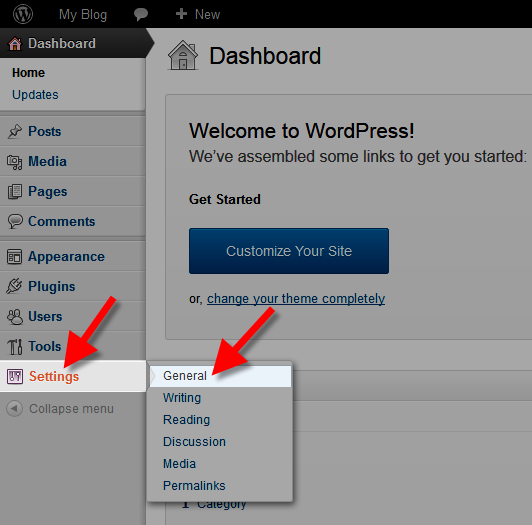 My Blog + New
Dashboard
Home
Updates
Posts
Media
Pages
Comments
Appearance
Plugins
Users
Tools
Settings
Collapse menu
General
Writing
Reading
Discussion
Media
Permalinks
Dashboard
Welcome to WordPress!
We've assembled some links to get you started:
Get Started
Customize Your Site
or, change your theme completely
1 Category